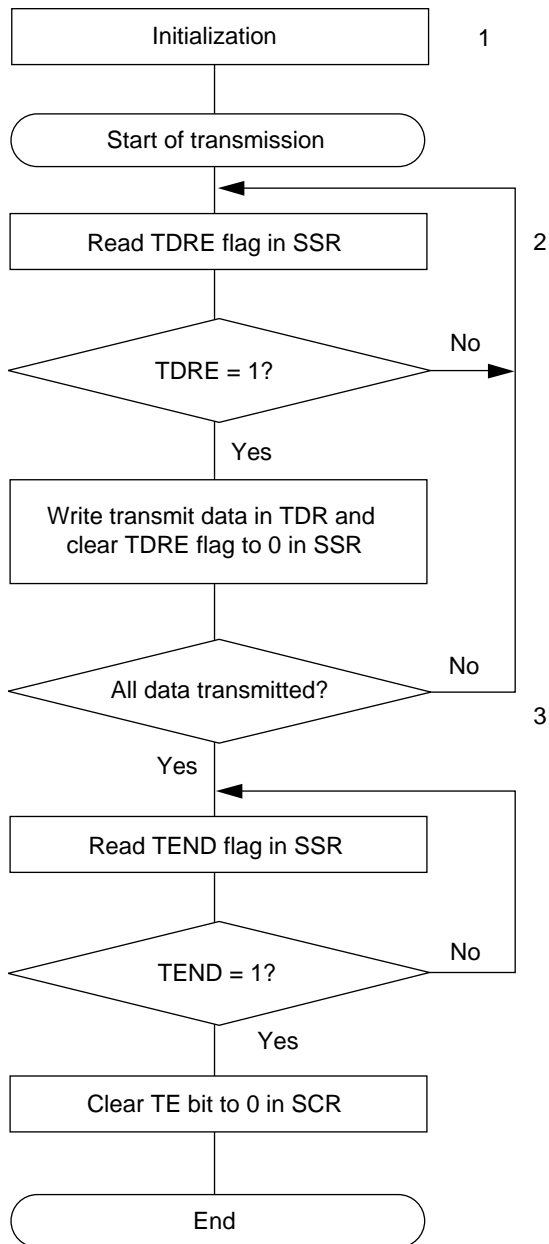 Initialization
1
Start of transmission
Read TDRE flag in SSR
2
TDRE = 1?
No
Yes
Write transmit data in TDR and
clear TDRE flag to 0 in SSR
All data transmitted?
No
3
Yes
Read TEND flag in SSR
TEND = 1?
No
Yes
Clear TE bit to 0 in SCR
End